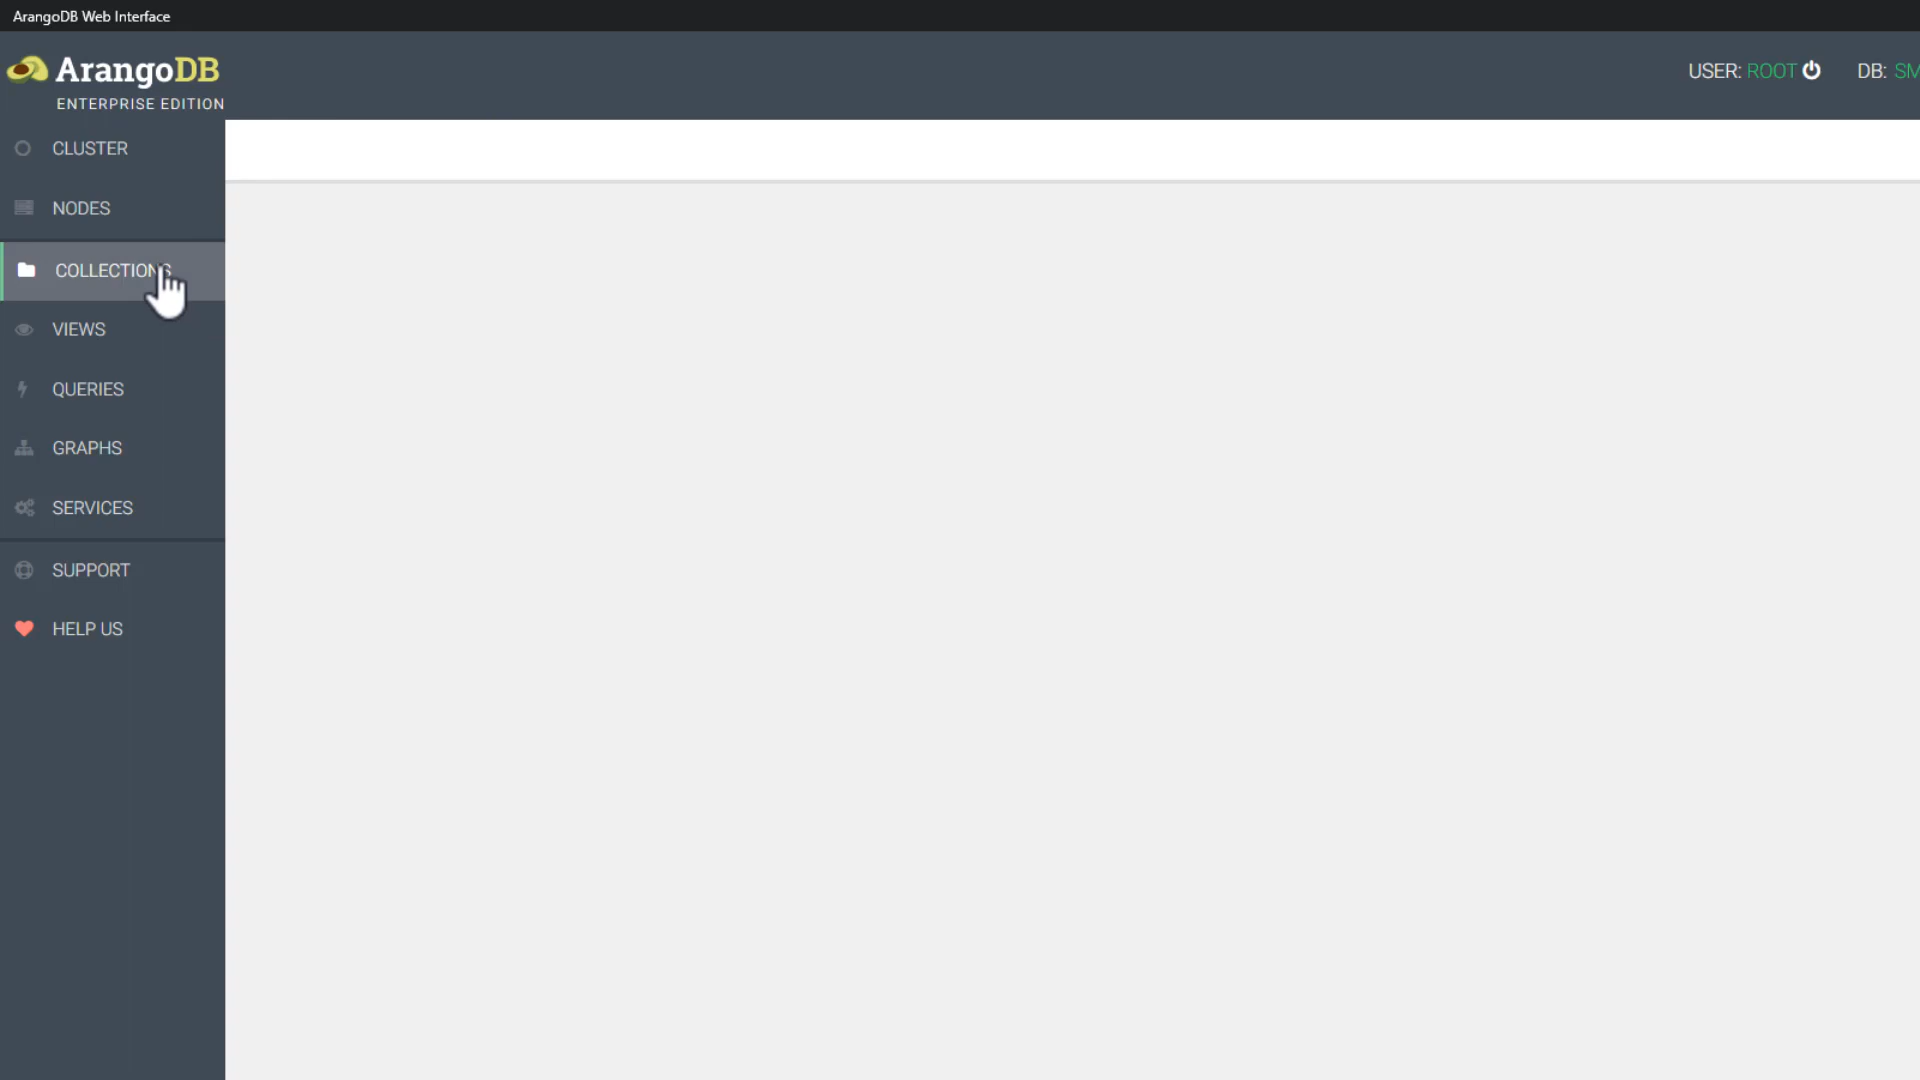 ArangoDB Web Interface
ArangoDB
ENTERPRISE EDITION
USER: ROOT DB: SM
CLUSTER
NODES
COLLECTIONS
VIEWS
QUERIES
GRAPHS
SERVICES
SUPPORT
HELP US